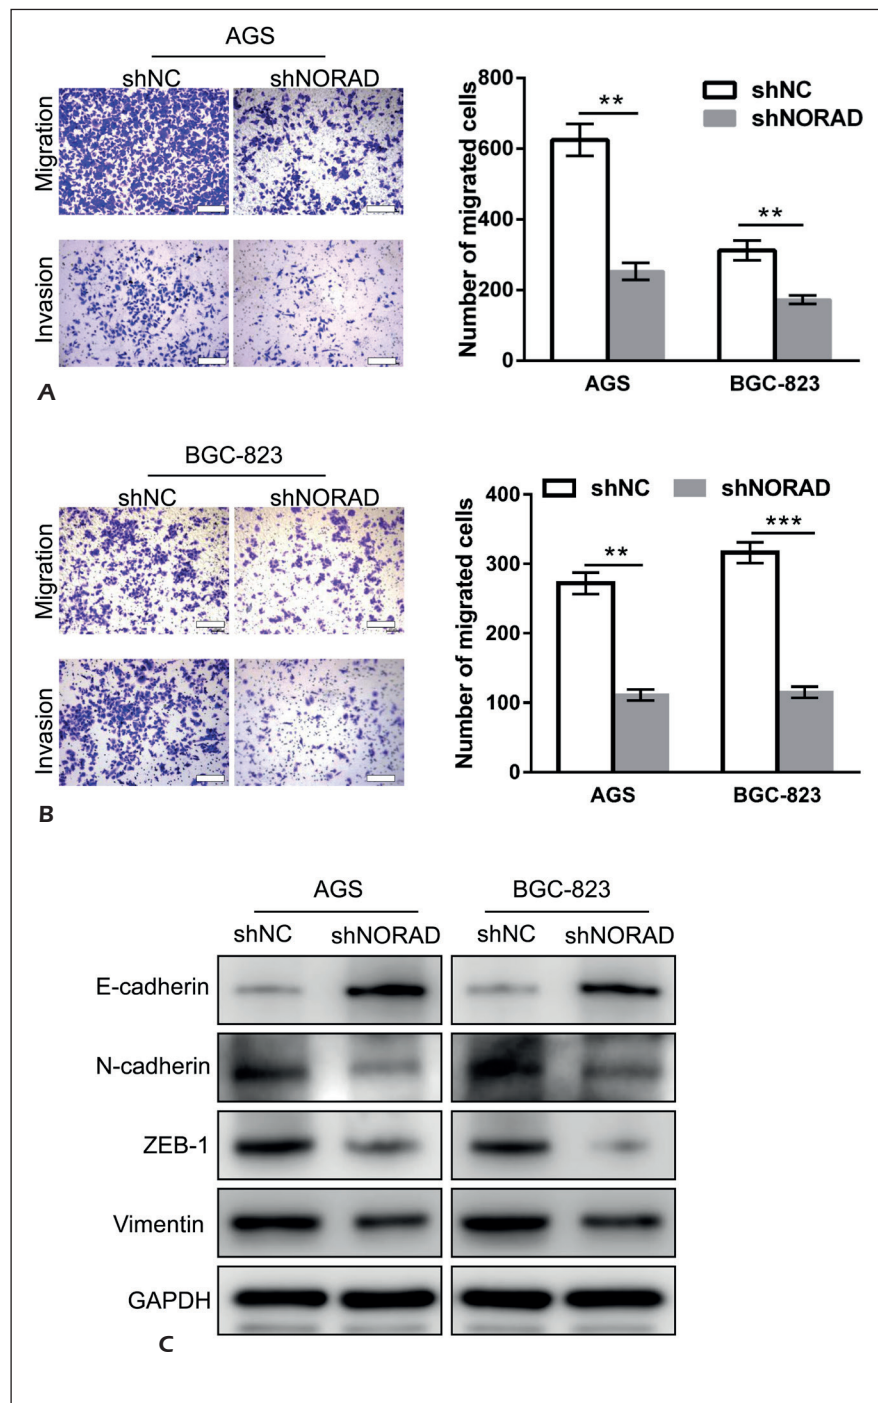 AGS
shNC shNORAD
Migration
Invasion
A
Number of migrated cells
800
600
400
200
0
**
**
shNC
shNORAD
AGS BGC-823
BGC-823
shNC shNORAD
Migration
Invasion
B
Number of migrated cells
400
300
200
100
0
shNC shNORAD
**
***
AGS BGC-823
AGS BGC-823
shNC shNORAD shNC shNORAD
E-cadherin
N-cadherin
ZEB-1
Vimentin
GAPDH
C